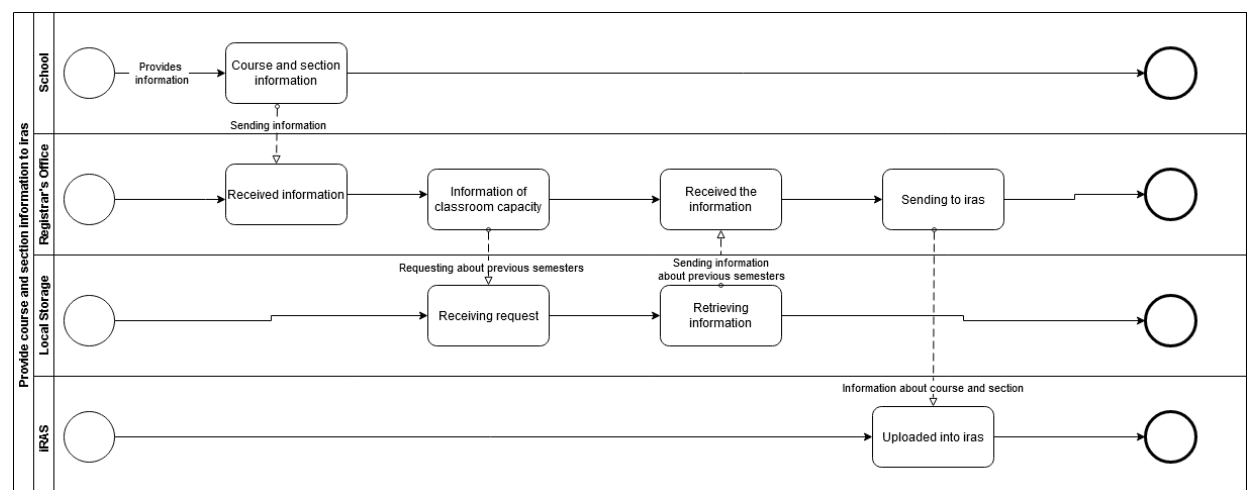 Provide course and section information to iras
School
Provides
information
Course and section
information
Sending information
Registrar's Office
Received information
Information of
classroom capacity
Received the
information
Sending to iras
Requesting about previous semesters
Sending information
about previous semesters
Local Storage
Receiving request
Retrieving
information
Information about course and section
iRAS
Uploaded into iras